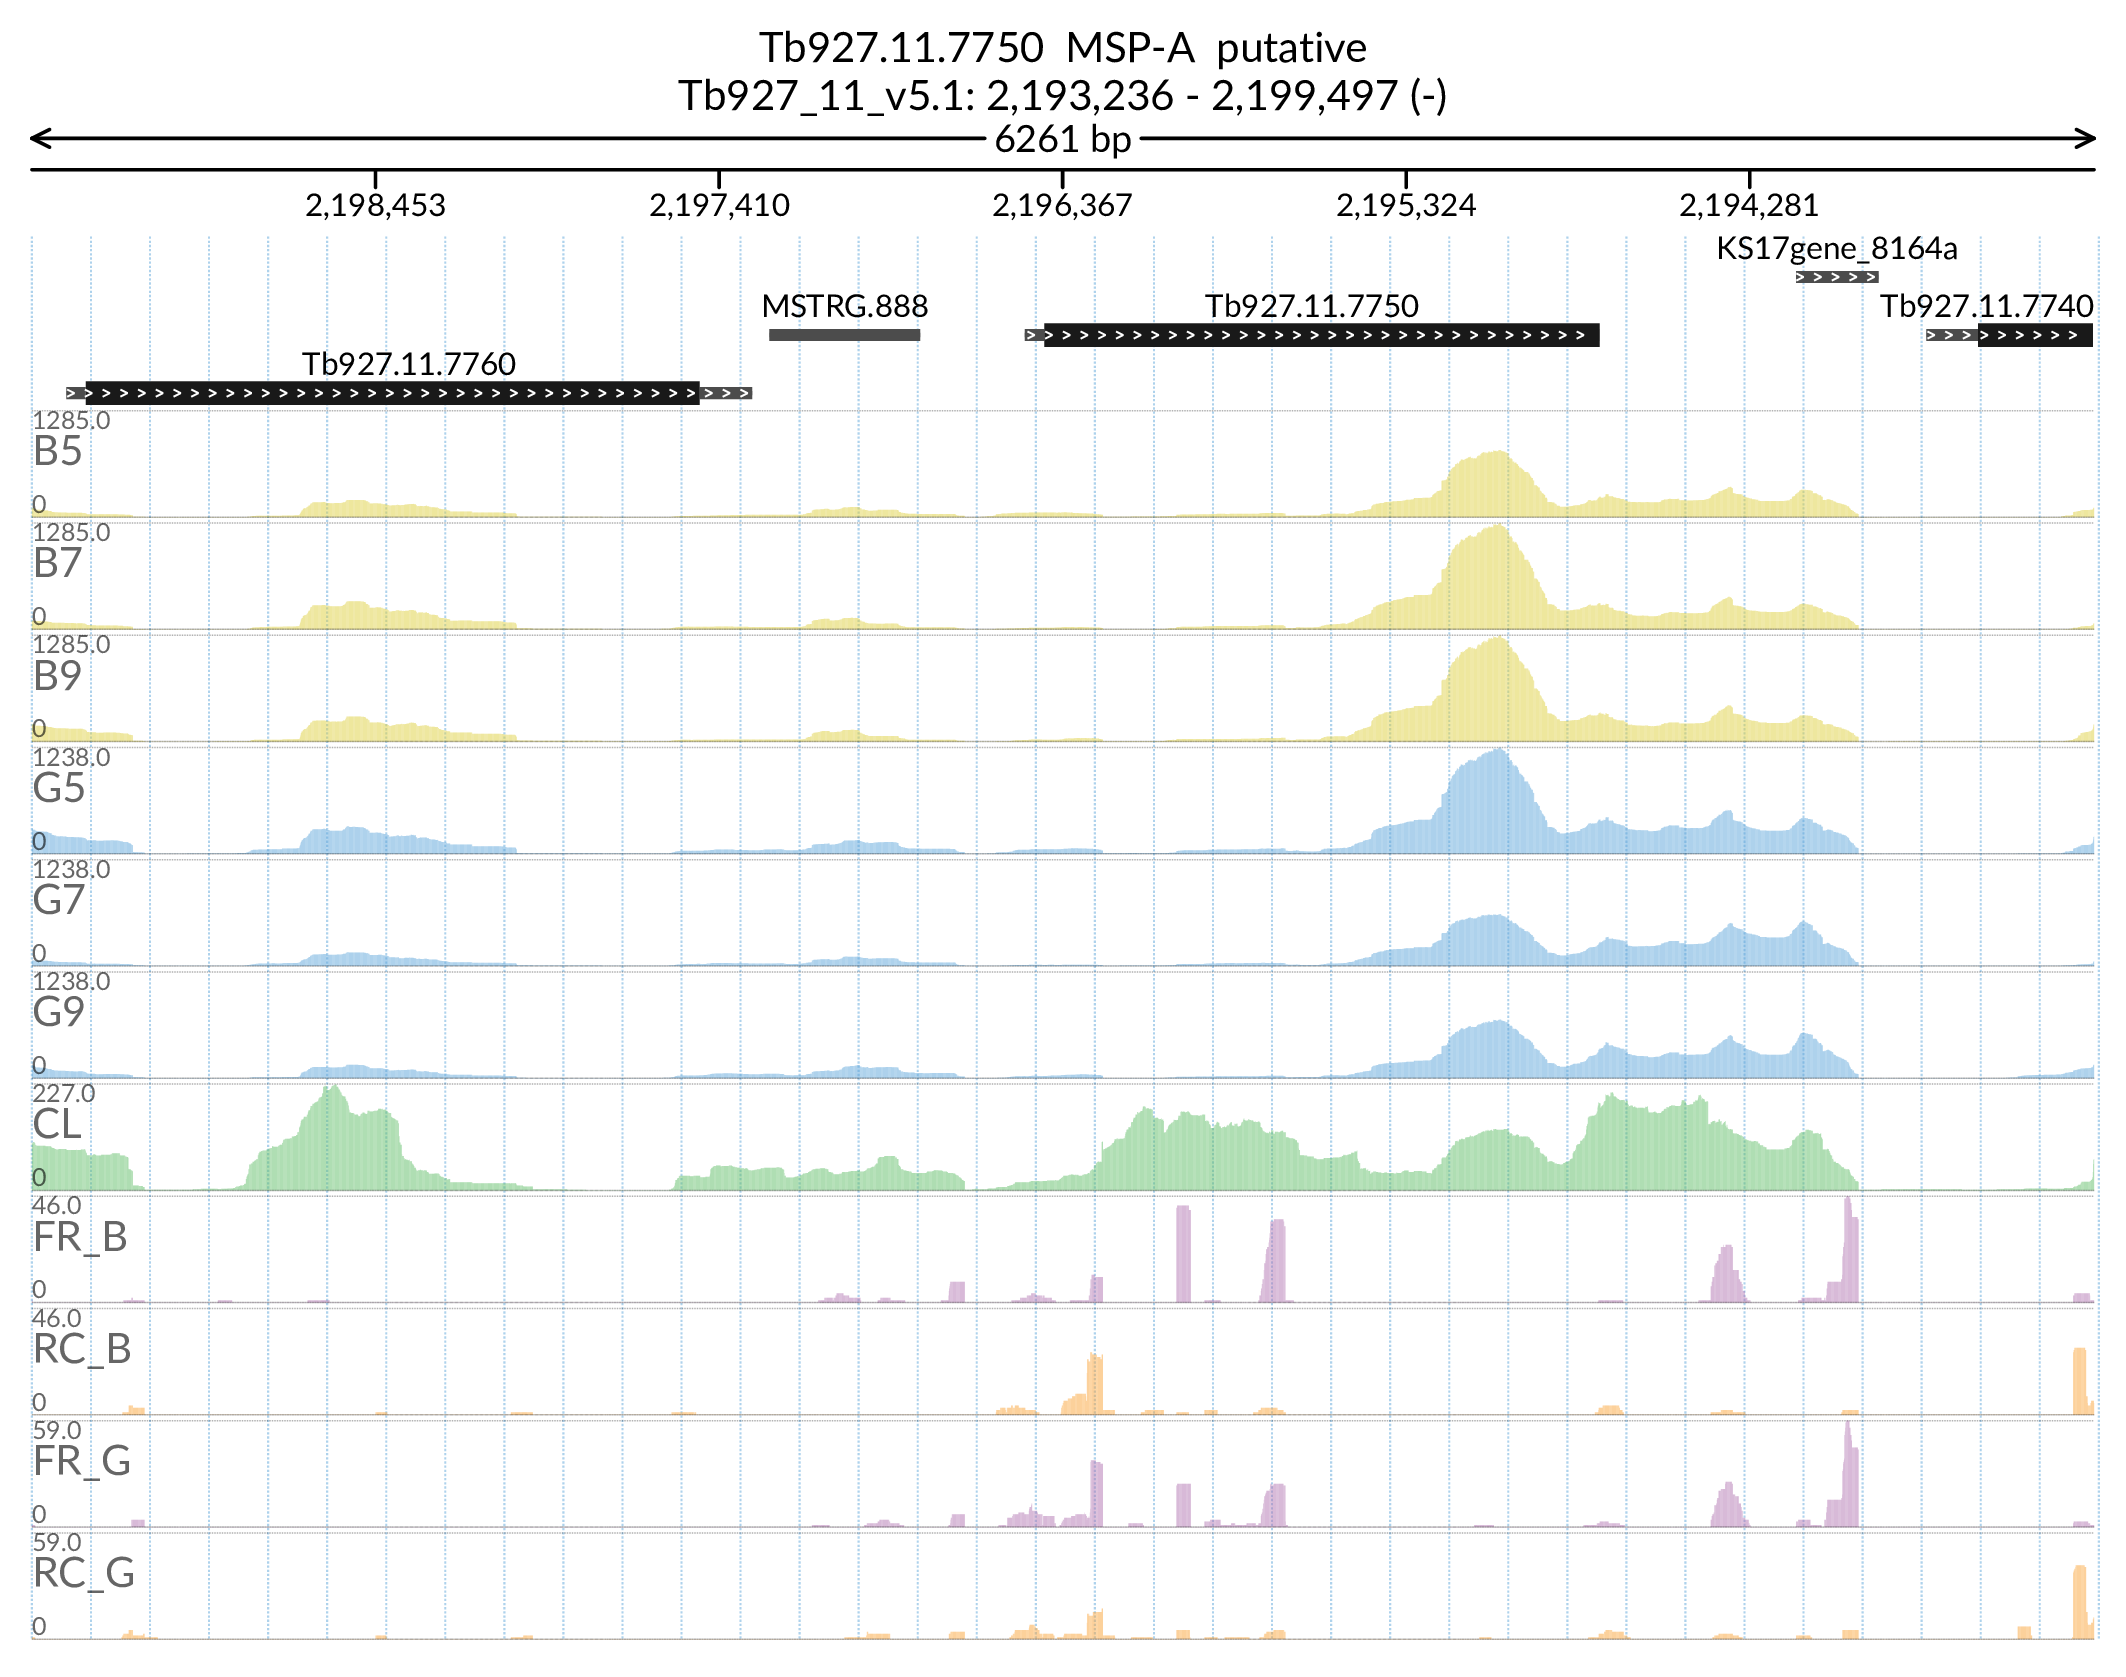 Tb927.11.7750 MSP-A putative
Tb927_11_v5.1: 2,193,236 - 2,199,497 (-)
6261 bp
2,198,453 2,197,410 2,196,367 2,195,324 2,194,281
KS17gene_8164a
MSTRG.888 Tb927.11.7750 Tb927.11.7740
Tb927.11.7760
1285.0
B5
0
1285.0
B7
0
1285.0
B9
0
1238.0
G5
0
1238.0
G7
0
1238.0
G9
0
227.0
CL
0
46.0
FR_B
0
46.0
RC_B
0
59.0
FR_G
0
59.0
RC_G
0